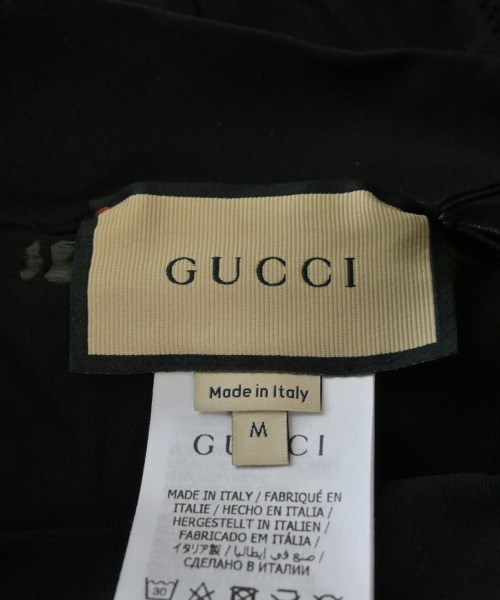 GUCCI
Made in Italy
M
GUCCI
MADE IN ITALY / FABRIQUÉ EN
ITALIE / HECHO EN ITALIA /
HERGESTELLT IN ITALIEN /
FABRICADO EM ITÁLIA /
イタリア製 / صنع في إيطاليا /
СДЕЛАНО В ИТАЛИИ
30